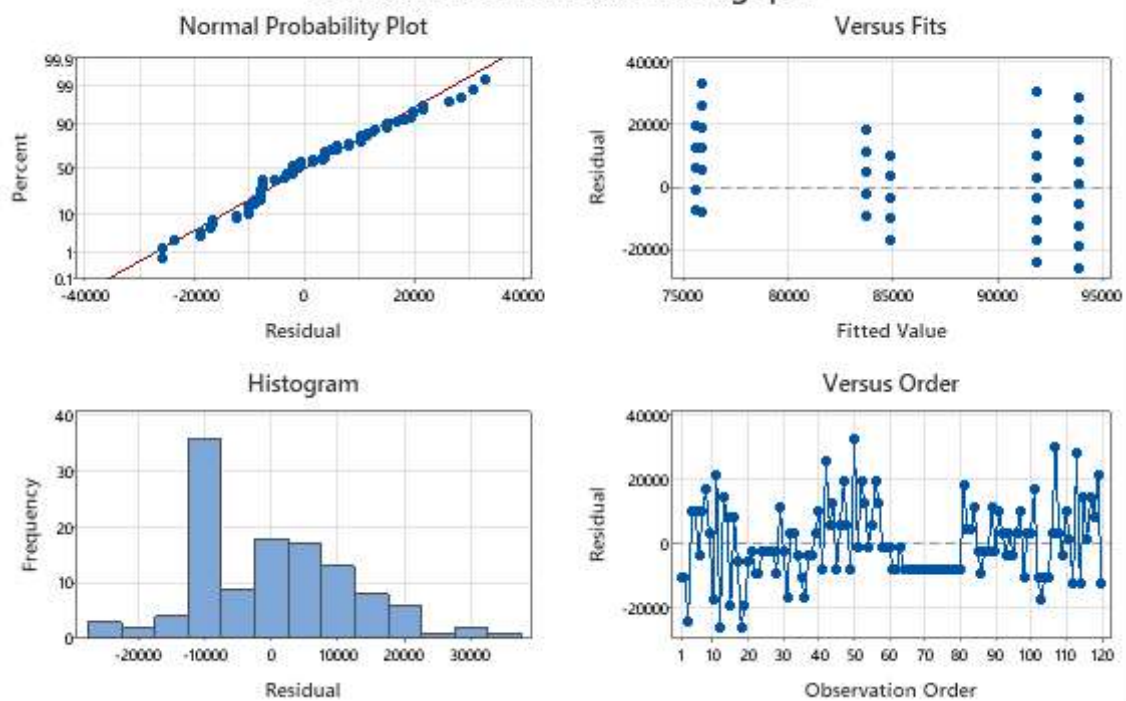 Normal Probability Plot
99.9
99
90
50
10
1
0.1
Percent
-40000 -20000 0 20000 40000
Residual
Versus Fits
40000
20000
0
-20000
Residual
75000 80000 85000 90000 95000
Fitted Value
Histogram
40
30
20
10
0
Frequency
-20000 -10000 0 10000 20000 30000
Residual
Versus Order
40000
20000
0
-20000
Residual
1 10 20 30 40 50 60 70 80 90 100 110 120
Observation Order